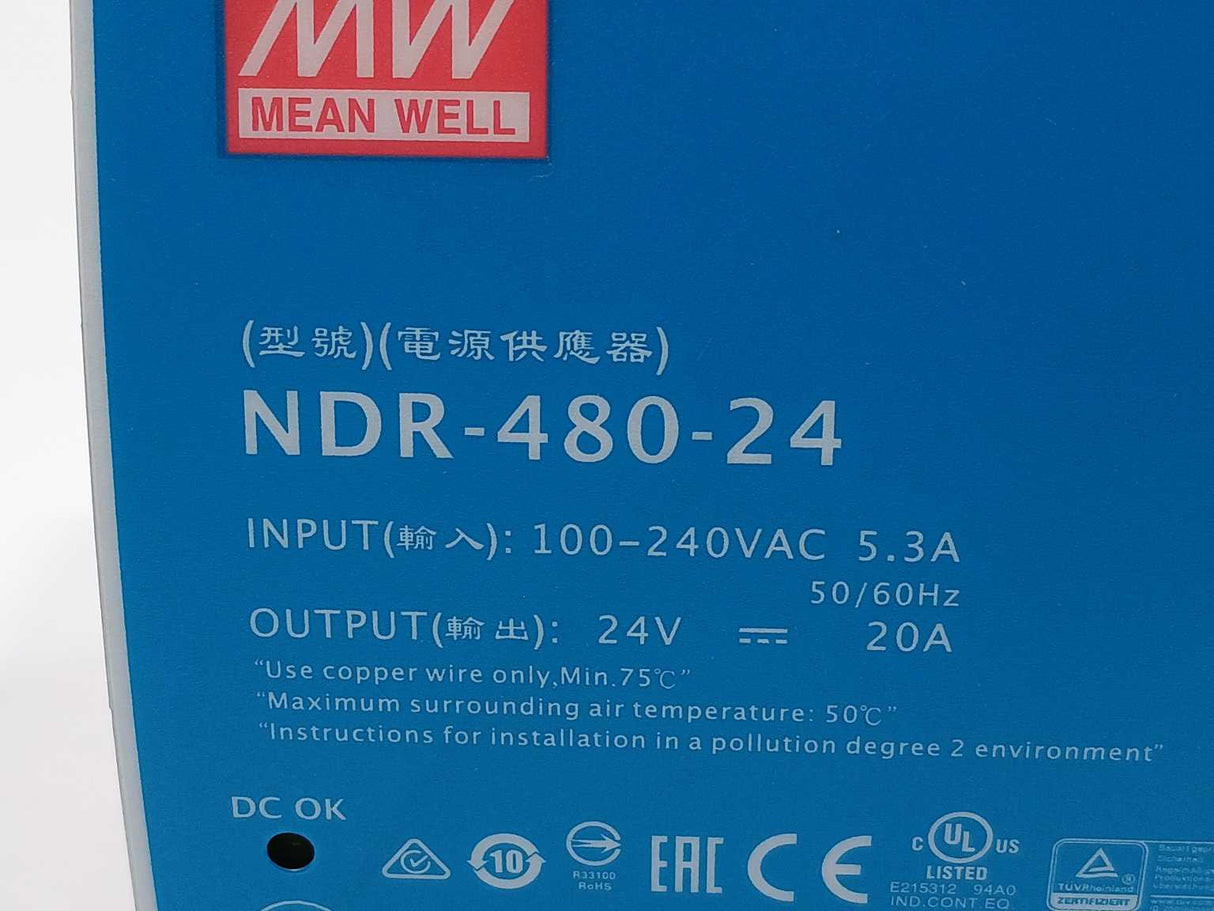 MW
MEAN WELL
(型號)(電源供應器)
NDR-480-24
INPUT(輸入): 100-240VAC 5.3A
50/60Hz
OUTPUT(輸出): 24V 20A
“Use copper wire only,Min.75℃”
“Maximum surrounding air temperature: 50℃”
“Instructions for installation in a pollution degree 2 environment”
DC OK
10
R33100
RoHS
EAC
CE
C UL US
LISTED
E215312 94A0
IND.CONT.EQ.
TÜVRheinland
ZERTIFIZIERT